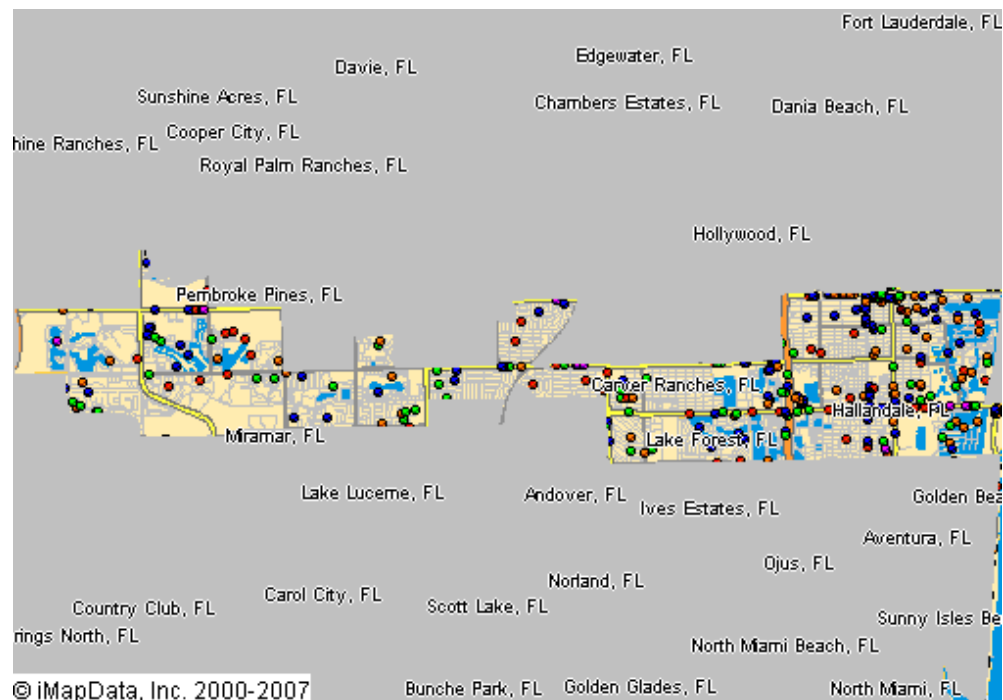 Fort Lauderdale, FL
Edgewater, FL
Davie, FL
Sunshine Acres, FL
Chambers Estates, FL
Dania Beach, FL
Cooper City, FL
hine Ranches, FL
Royal Palm Ranches, FL
Hollywood, FL
Pembroke Pines, FL
Carver Ranches, FL
Hallandale, FL
Miramar, FL
Lake Forest, FL
Lake Lucerne, FL
Andover, FL
Golden Bea
Ives Estates, FL
Aventura, FL
Ojus, FL
Norland, FL
Carol City, FL
Country Club, FL
Scott Lake, FL
Sunny Isles Be
rings North, FL
North Miami Beach, FL
© iMapData, Inc. 2000-2007
Bunche Park, FL
Golden Glades, FL
North Miami, FL